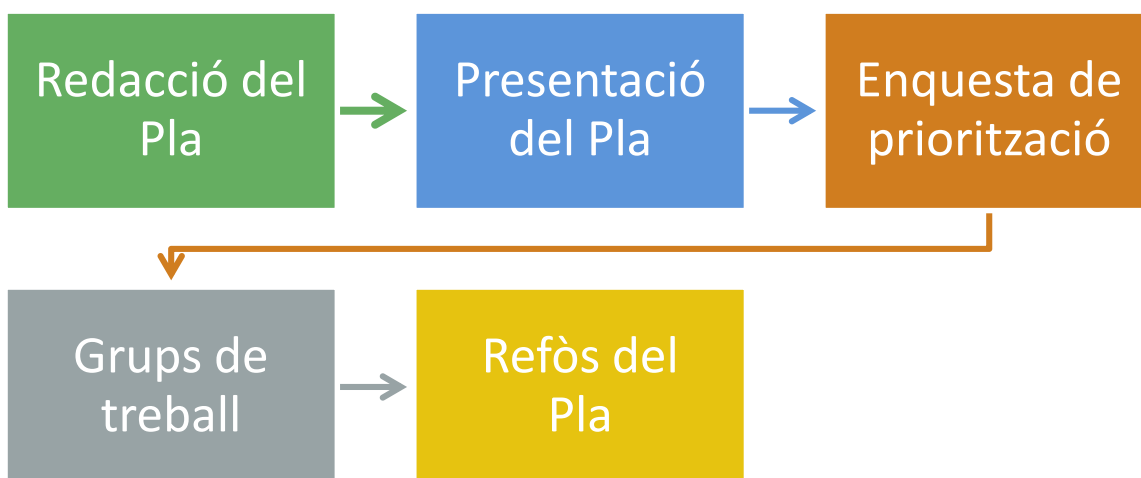 Redacció del
Pla
Presentació
del Pla
Enquesta de
priorització
Grups de
treball
Refòs del
Pla